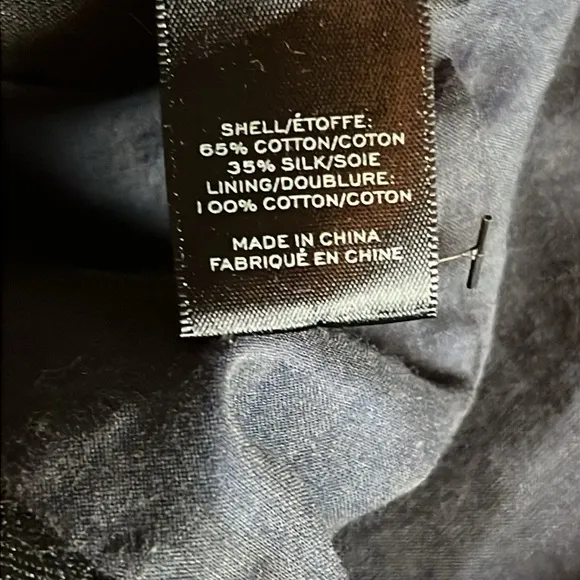 SHELL/ÉTOFFE:
65% COTTON/COTON
35% SILK/SOIE
LINING/DOUBLURE:
100% COTTON/COTON
MADE IN CHINA
FABRIQUÉ EN CHINE